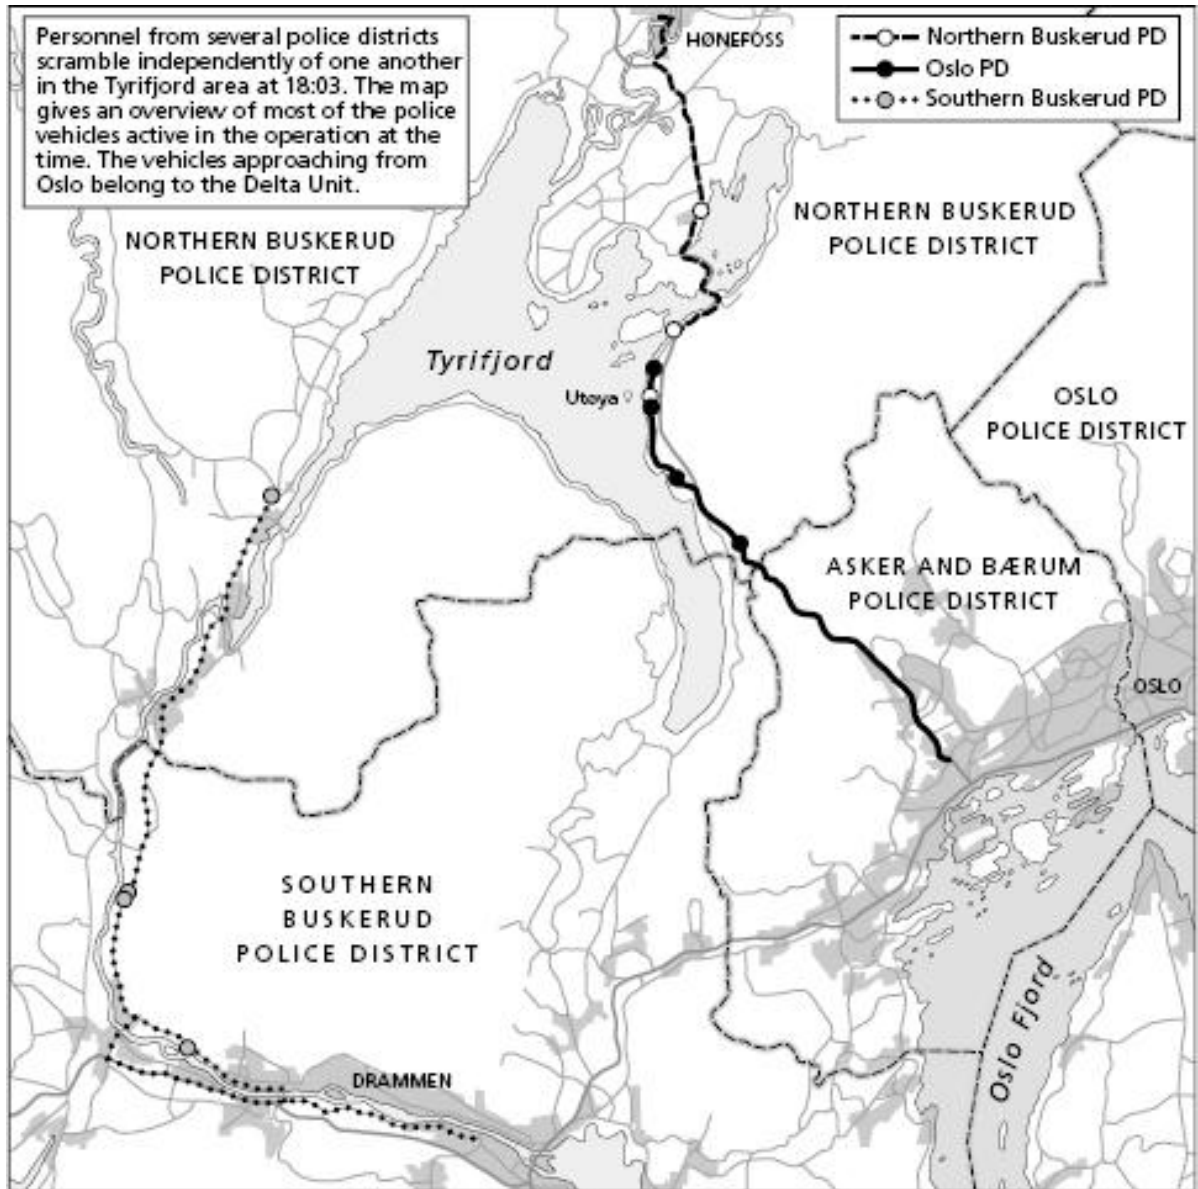 Personnel from several police districts
scramble independently of one another
in the Tyrifjord area at 18:03. The map
gives an overview of most of the police
vehicles active in the operation at the
time. The vehicles approaching from
Oslo belong to the Delta Unit.
HØNEFOSS
Northern Buskerud PD
Oslo PD
Southern Buskerud PD
NORTHERN BUSKERUD
POLICE DISTRICT
NORTHERN BUSKERUD
POLICE DISTRICT
Tyrifjord
Utøya
OSLO
POLICE DISTRICT
ASKER AND BÆRUM
POLICE DISTRICT
OSLO
SOUTHERN
BUSKERUD
POLICE DISTRICT
Oslo Fjord
DRAMMEN